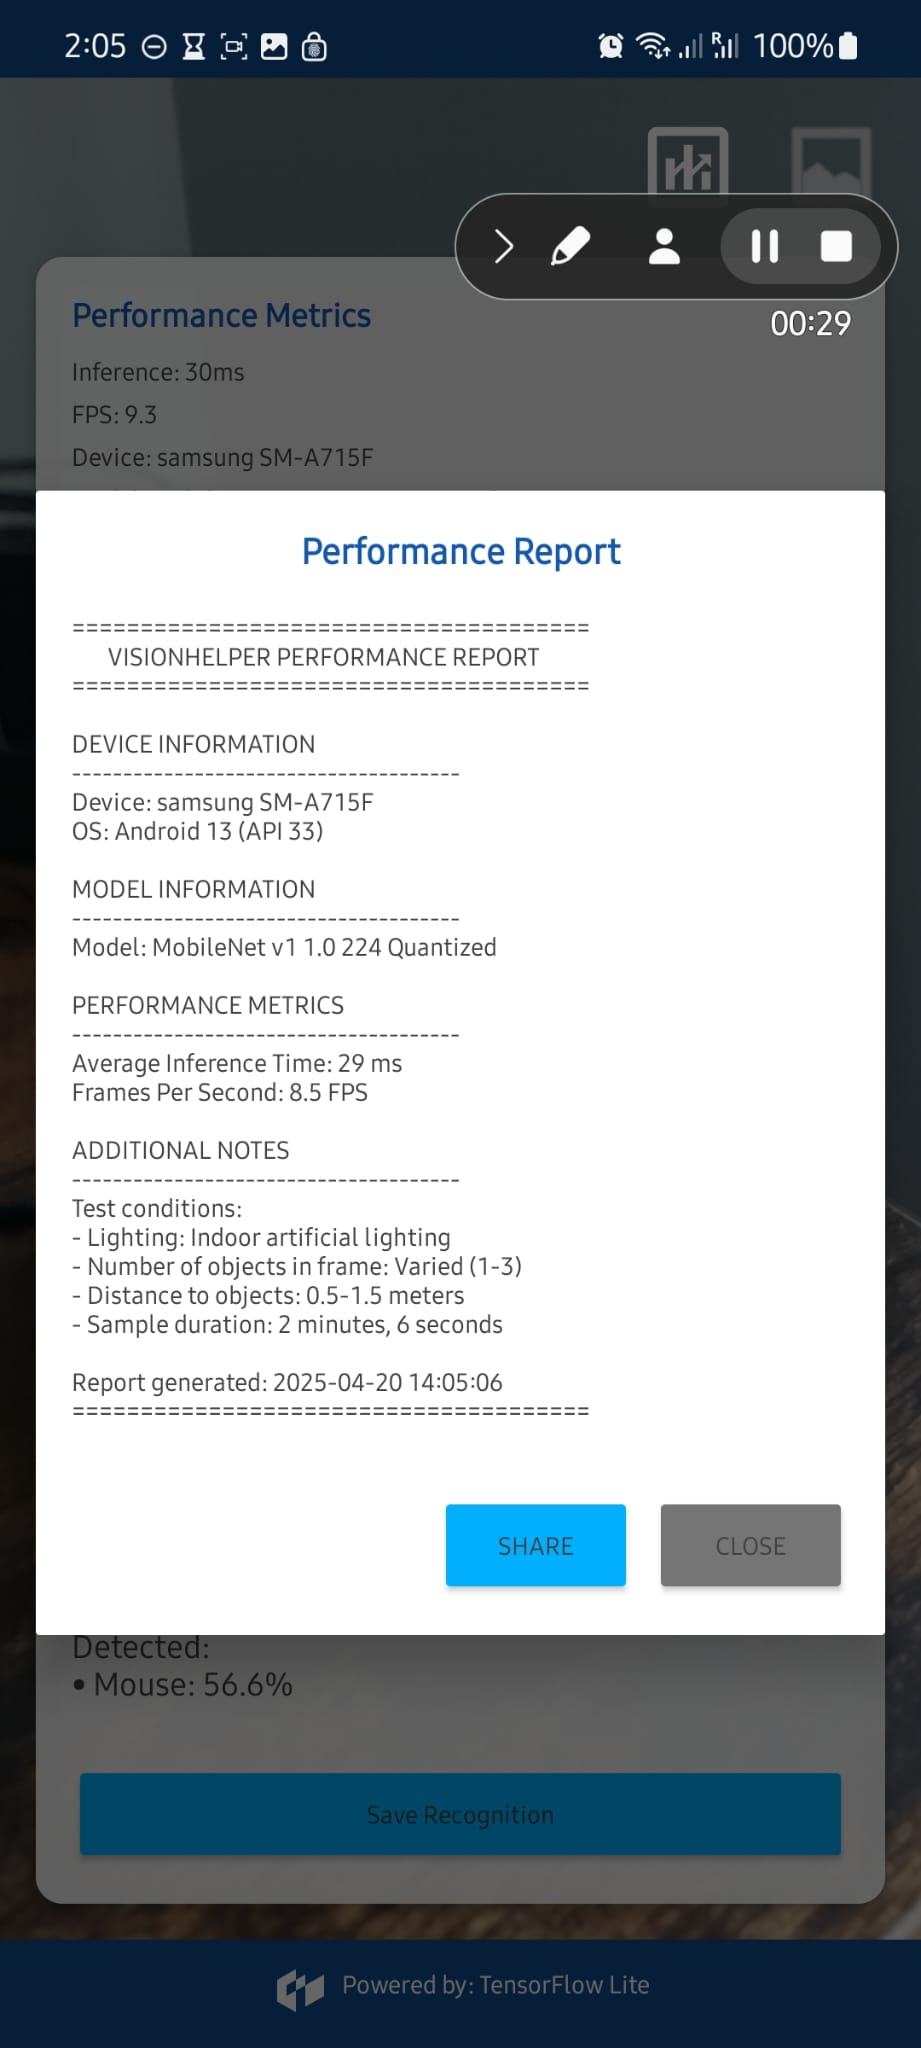 2:05
100%
00:29
Performance Metrics
Inference: 30ms
FPS: 9.3
Device: samsung SM-A715F
Performance Report
======================================
VISIONHELPER PERFORMANCE REPORT
======================================
DEVICE INFORMATION
--------------------------------------
Device: samsung SM-A715F
OS: Android 13 (API 33)
MODEL INFORMATION
--------------------------------------
Model: MobileNet v1 1.0 224 Quantized
PERFORMANCE METRICS
--------------------------------------
Average Inference Time: 29 ms
Frames Per Second: 8.5 FPS
ADDITIONAL NOTES
--------------------------------------
Test conditions:
- Lighting: Indoor artificial lighting
- Number of objects in frame: Varied (1-3)
- Distance to objects: 0.5-1.5 meters
- Sample duration: 2 minutes, 6 seconds
Report generated: 2025-04-20 14:05:06
======================================
SHARE CLOSE
Detected:
• Mouse: 56.6%
Save Recognition
Powered by: TensorFlow Lite